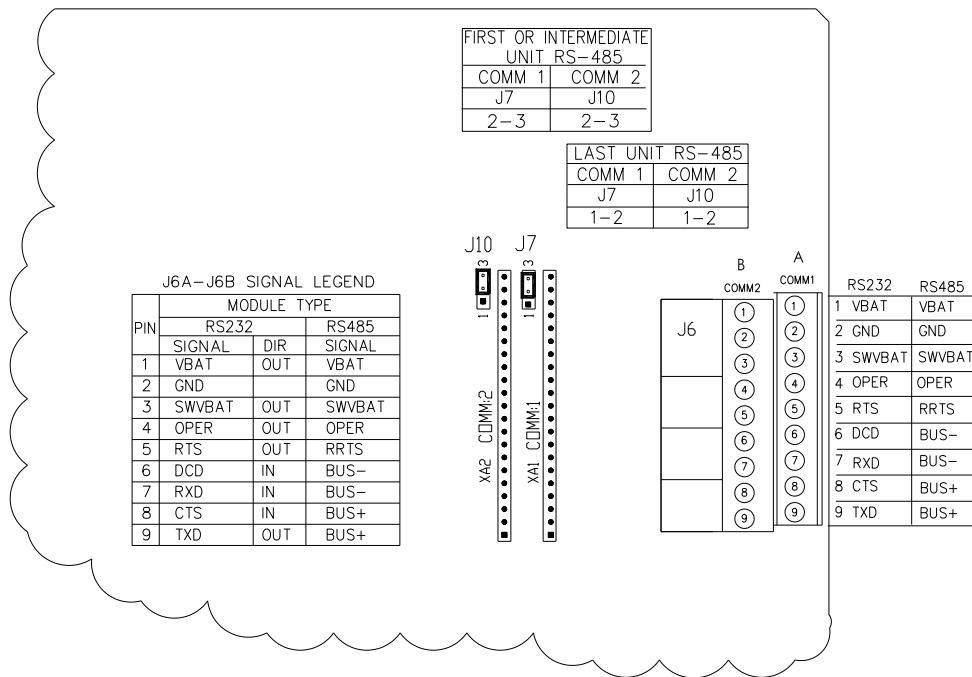 FIRST OR INTERMEDIATE
UNIT RS-485
COMM 1 COMM 2
J7 J10
2-3 2-3
LAST UNIT RS-485
COMM 1 COMM 2
J7 J10
1-2 1-2
J10 J7
3 3
1 1
XA2 COMM:2
XA1 COMM:1
J6A-J6B SIGNAL LEGEND
PIN MODULE TYPE
RS232 RS485
SIGNAL DIR SIGNAL
1 VBAT OUT VBAT
2 GND GND
3 SWVBAT OUT SWVBAT
4 OPER OUT OPER
5 RTS OUT RRTS
6 DCD IN BUS-
7 RXD IN BUS-
8 CTS IN BUS+
9 TXD OUT BUS+
B A
COMM2 COMM1
J6
1 1
2 2
3 3
4 4
5 5
6 6
7 7
8 8
9 9
RS232 RS485
1 VBAT VBAT
2 GND GND
3 SWVBAT SWVBAT
4 OPER OPER
5 RTS RRTS
6 DCD BUS-
7 RXD BUS-
8 CTS BUS+
9 TXD BUS+